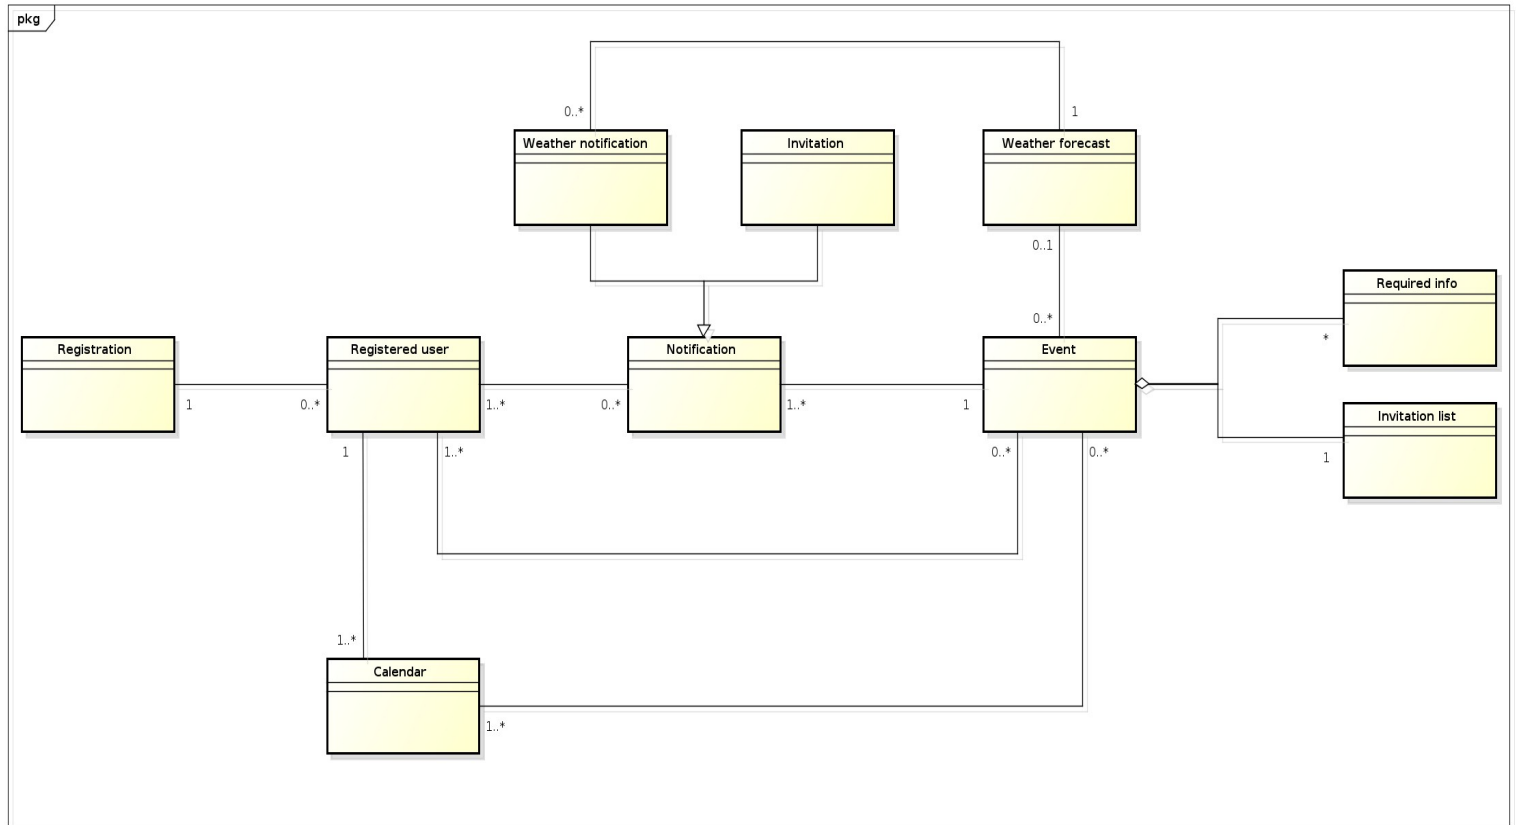 pkg
0..*
1
Weather notification
Invitation
Weather forecast
0..1
Required info
0..*
*
Registration
Registered user
Notification
Event
1
0..*
1..*
0..*
1..*
1
Invitation list
1
1..*
0..*
0..*
1
1..*
Calendar
1..*